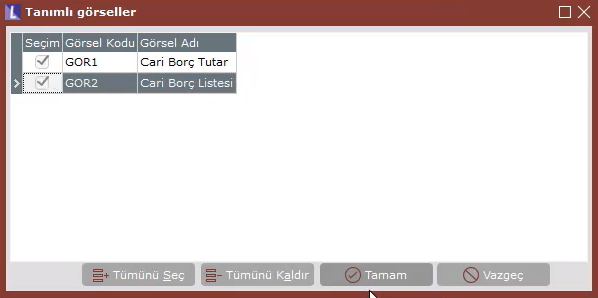 L Tanımlı görseller
Seçim Görsel Kodu Görsel Adı
GOR1 Cari Borç Tutar
GOR2 Cari Borç Listesi
Tümünü Seç Tümünü Kaldır Tamam Vazgeç